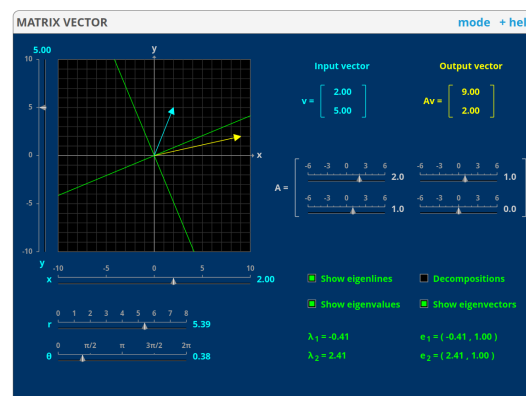 MATRIX VECTOR mode + hel
5.00 y
10
5
0 x
-5
-10
y
-10 -5 0 5 10
x 2.00
0 1 2 3 4 5 6 7 8
r 5.39
0 π/2 π 3π/2 2π
θ 0.38
Input vector Output vector
v = [ 2.00 5.00 ] Av = [ 9.00 2.00 ]
A =
-6 -3 0 3 6 2.0 -6 -3 0 3 6 1.0
-6 -3 0 3 6 1.0 -6 -3 0 3 6 0.0
Show eigenlines Decompositions
Show eigenvalues Show eigenvectors
λ1 = -0.41 e1 = ( -0.41 , 1.00 )
λ2 = 2.41 e2 = ( 2.41 , 1.00 )